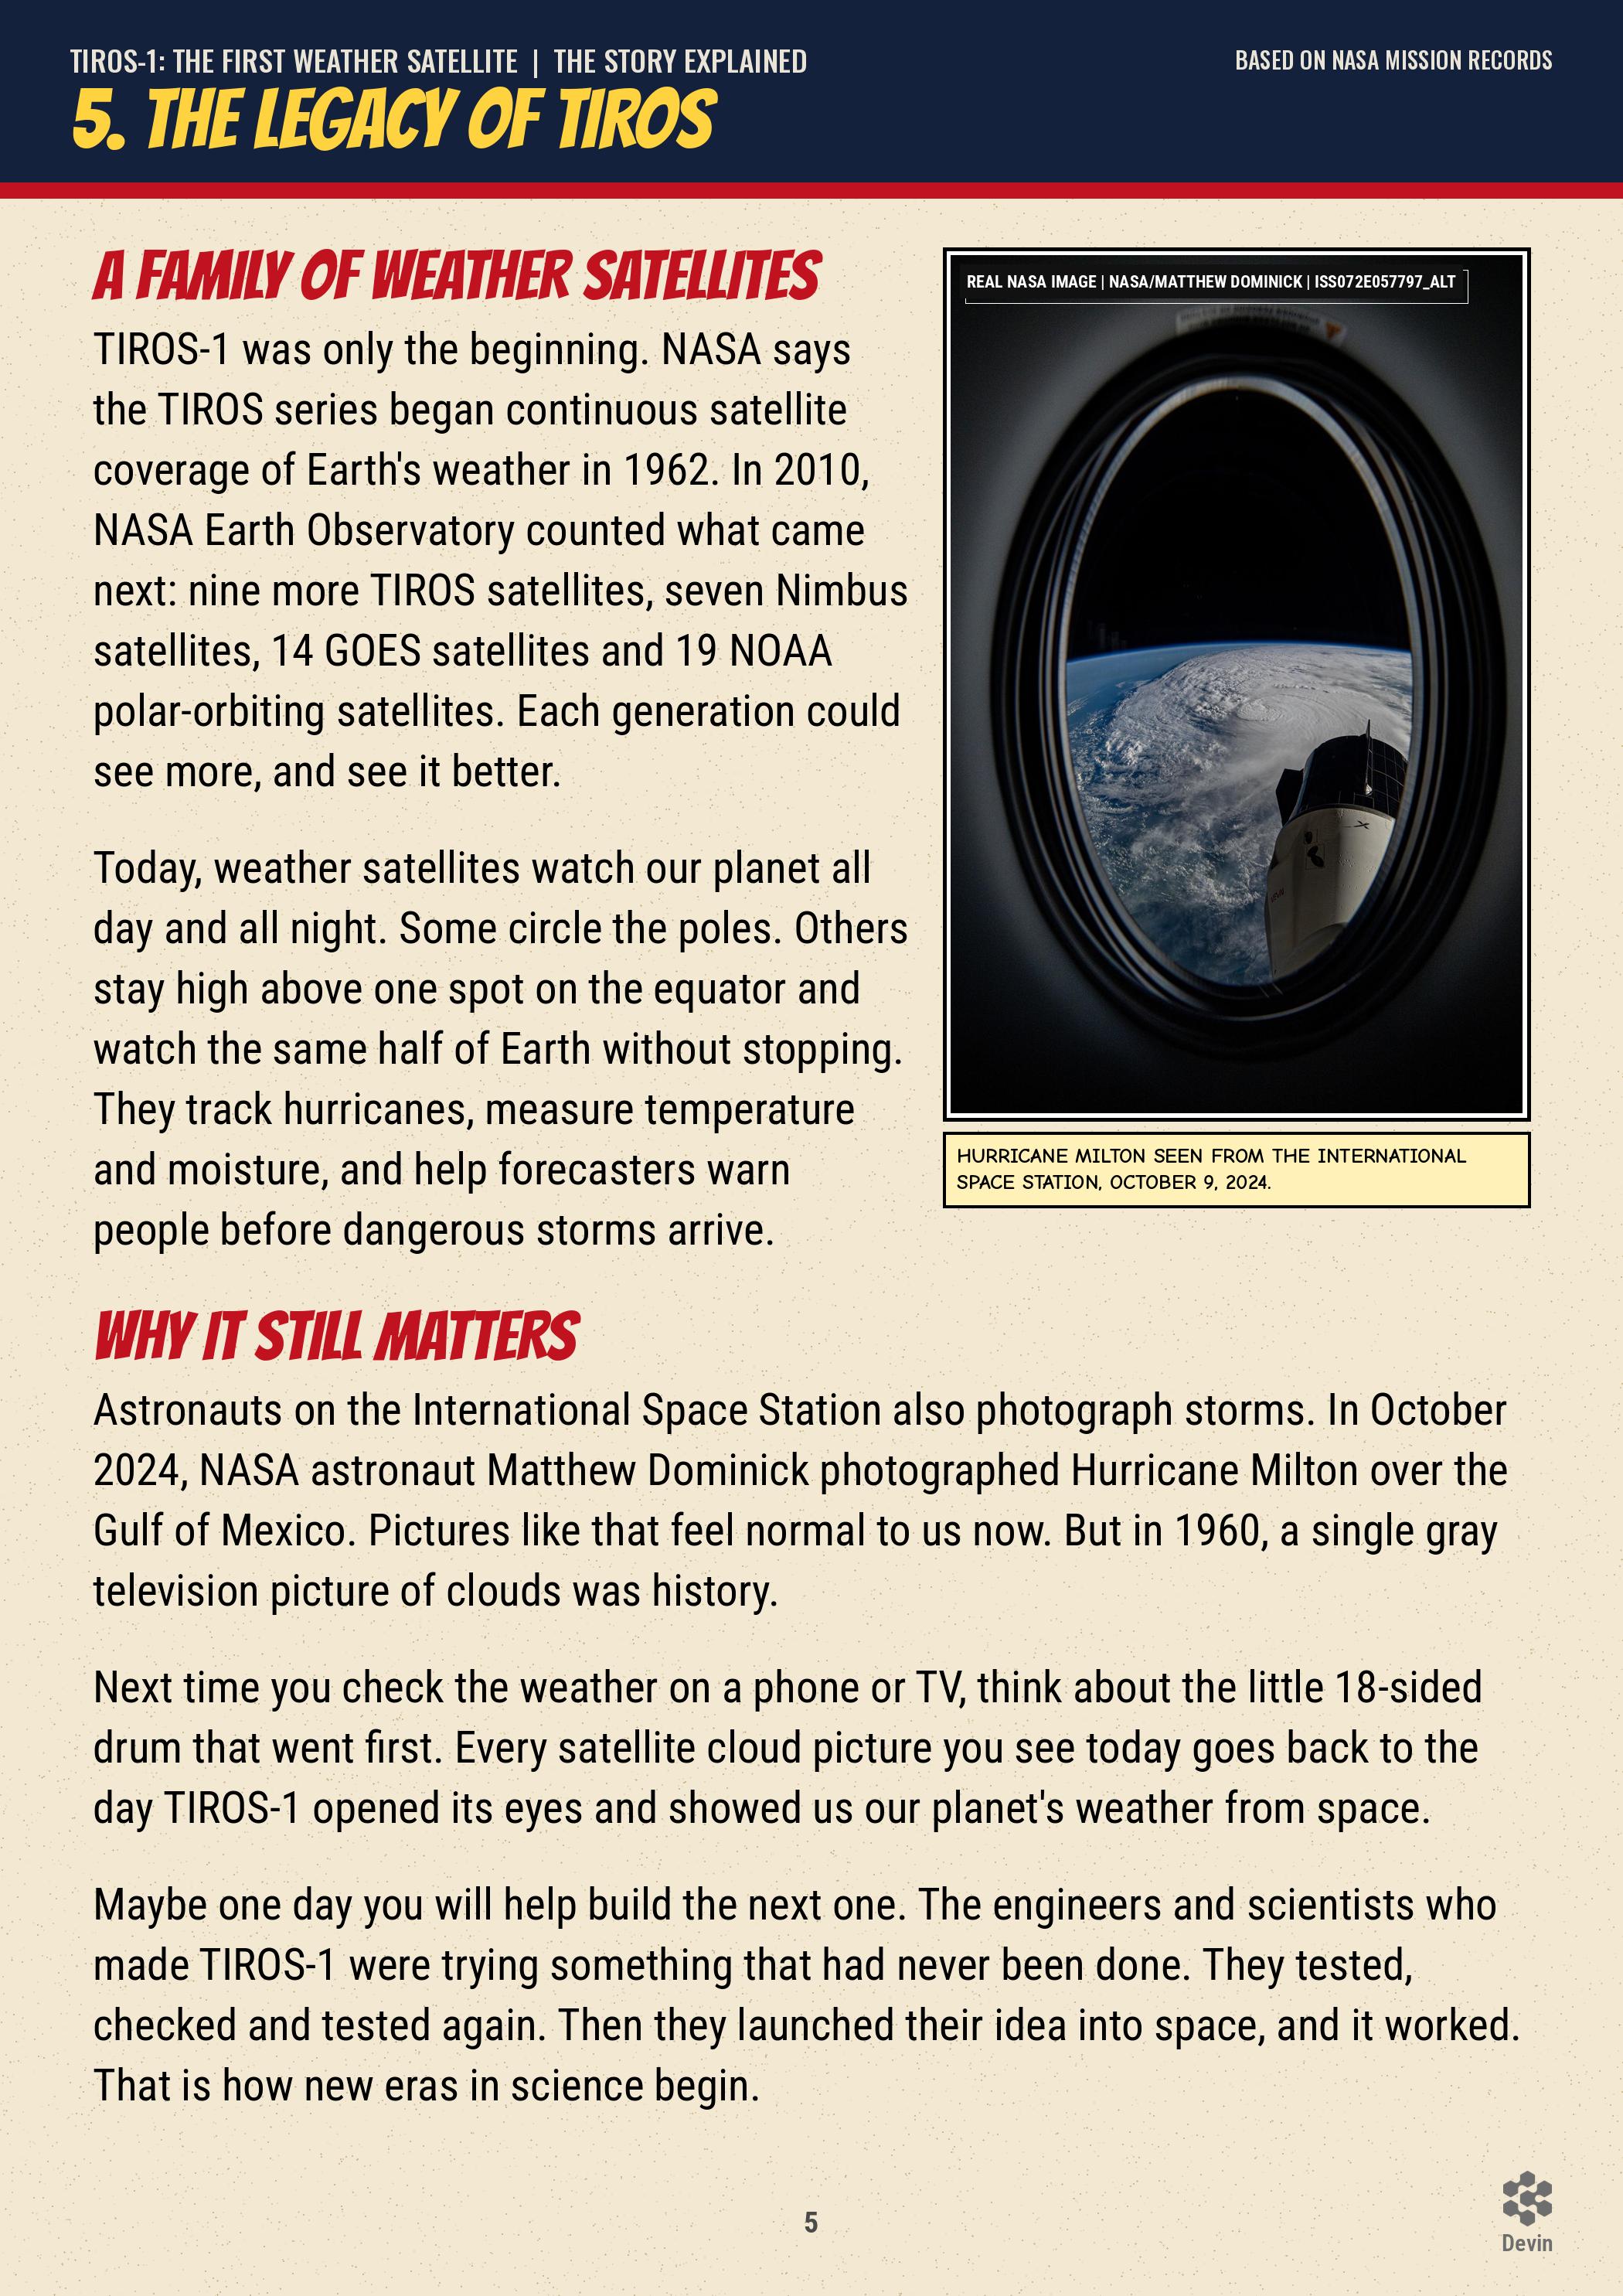 TIROS-1: THE FIRST WEATHER SATELLITE | THE STORY EXPLAINED
BASED ON NASA MISSION RECORDS
5. THE LEGACY OF TIROS
A FAMILY OF WEATHER SATELLITES
TIROS-1 was only the beginning. NASA says
the TIROS series began continuous satellite
coverage of Earth's weather in 1962. In 2010,
NASA Earth Observatory counted what came
next: nine more TIROS satellites, seven Nimbus
satellites, 14 GOES satellites and 19 NOAA
polar-orbiting satellites. Each generation could
see more, and see it better.
Today, weather satellites watch our planet all
day and all night. Some circle the poles. Others
stay high above one spot on the equator and
watch the same half of Earth without stopping.
They track hurricanes, measure temperature
and moisture, and help forecasters warn
people before dangerous storms arrive.
REAL NASA IMAGE | NASA/MATTHEW DOMINICK | ISS072E057797_ALT
HURRICANE MILTON SEEN FROM THE INTERNATIONAL
SPACE STATION, OCTOBER 9, 2024.
WHY IT STILL MATTERS
Astronauts on the International Space Station also photograph storms. In October
2024, NASA astronaut Matthew Dominick photographed Hurricane Milton over the
Gulf of Mexico. Pictures like that feel normal to us now. But in 1960, a single gray
television picture of clouds was history.
Next time you check the weather on a phone or TV, think about the little 18-sided
drum that went first. Every satellite cloud picture you see today goes back to the
day TIROS-1 opened its eyes and showed us our planet's weather from space.
Maybe one day you will help build the next one. The engineers and scientists who
made TIROS-1 were trying something that had never been done. They tested,
checked and tested again. Then they launched their idea into space, and it worked.
That is how new eras in science begin.
5
Devin